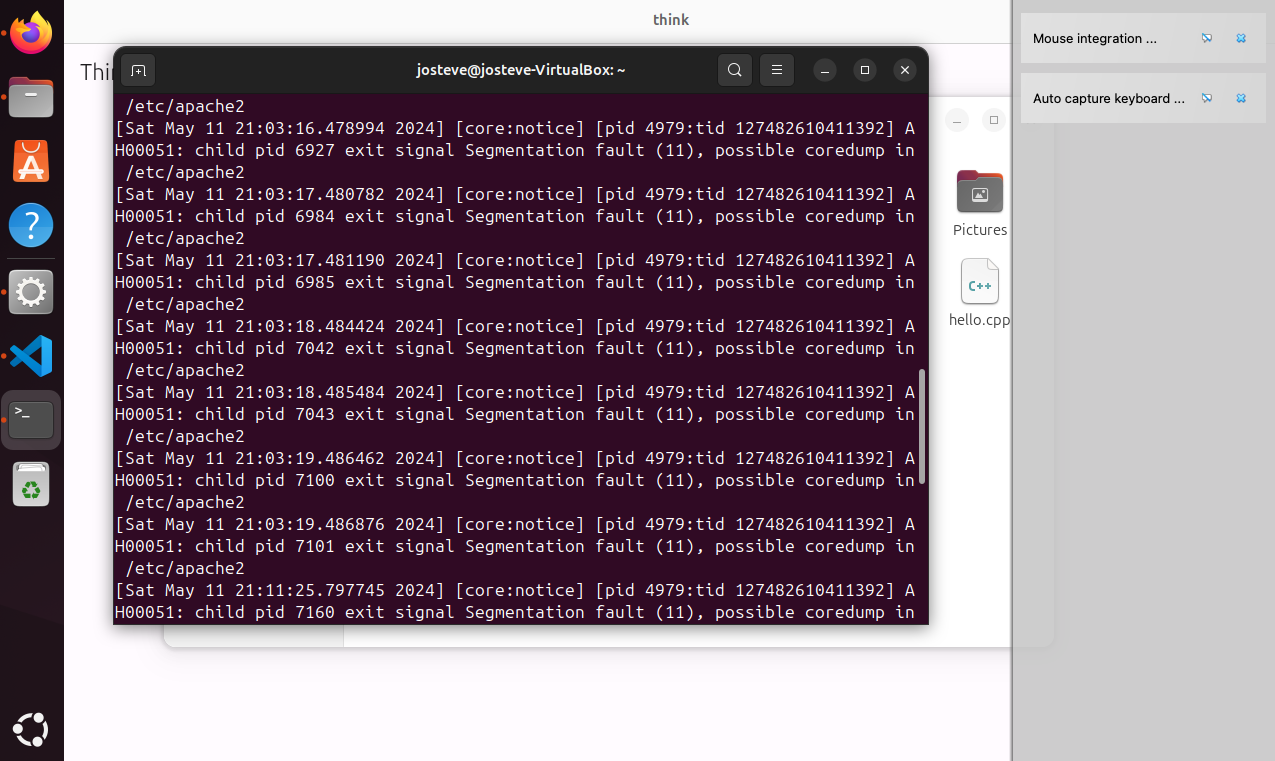 think
Thi
josteve@josteve-VirtualBox: ~
/etc/apache2
[Sat May 11 21:03:16.478994 2024] [core:notice] [pid 4979:tid 127482610411392] A
H00051: child pid 6927 exit signal Segmentation fault (11), possible coredump in
/etc/apache2
[Sat May 11 21:03:17.480782 2024] [core:notice] [pid 4979:tid 127482610411392] A
H00051: child pid 6984 exit signal Segmentation fault (11), possible coredump in
/etc/apache2
[Sat May 11 21:03:17.481190 2024] [core:notice] [pid 4979:tid 127482610411392] A
H00051: child pid 6985 exit signal Segmentation fault (11), possible coredump in
/etc/apache2
[Sat May 11 21:03:18.484424 2024] [core:notice] [pid 4979:tid 127482610411392] A
H00051: child pid 7042 exit signal Segmentation fault (11), possible coredump in
/etc/apache2
[Sat May 11 21:03:18.485484 2024] [core:notice] [pid 4979:tid 127482610411392] A
H00051: child pid 7043 exit signal Segmentation fault (11), possible coredump in
/etc/apache2
[Sat May 11 21:03:19.486462 2024] [core:notice] [pid 4979:tid 127482610411392] A
H00051: child pid 7100 exit signal Segmentation fault (11), possible coredump in
/etc/apache2
[Sat May 11 21:03:19.486876 2024] [core:notice] [pid 4979:tid 127482610411392] A
H00051: child pid 7101 exit signal Segmentation fault (11), possible coredump in
/etc/apache2
[Sat May 11 21:11:25.797745 2024] [core:notice] [pid 4979:tid 127482610411392] A
H00051: child pid 7160 exit signal Segmentation fault (11), possible coredump in
Pictures
C++
hello.cpp
Mouse integration ...
Auto capture keyboard ...